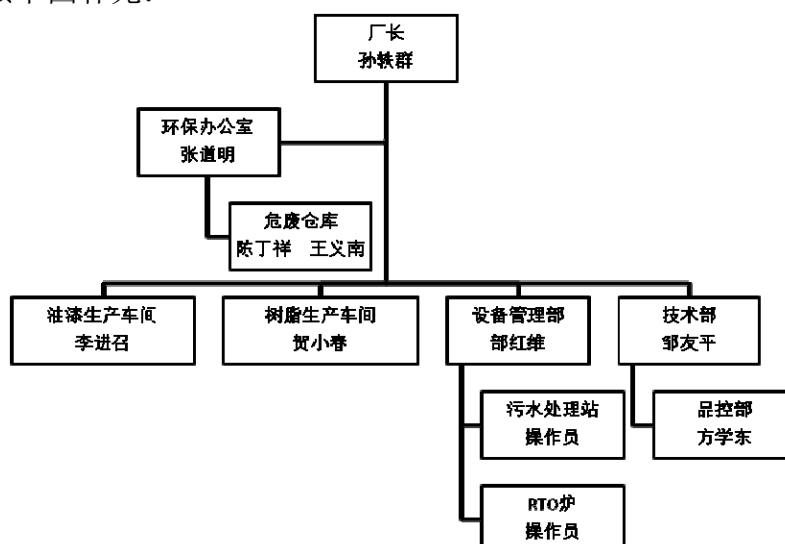 厂长
孙轶群
环保办公室
张道明
危废仓库
陈丁祥 王义南
油漆生产车间
李进召
树脂生产车间
贺小春
设备管理部
部红维
技术部
邹友平
污水处理站
操作员
品控部
方学东
RTO炉
操作员